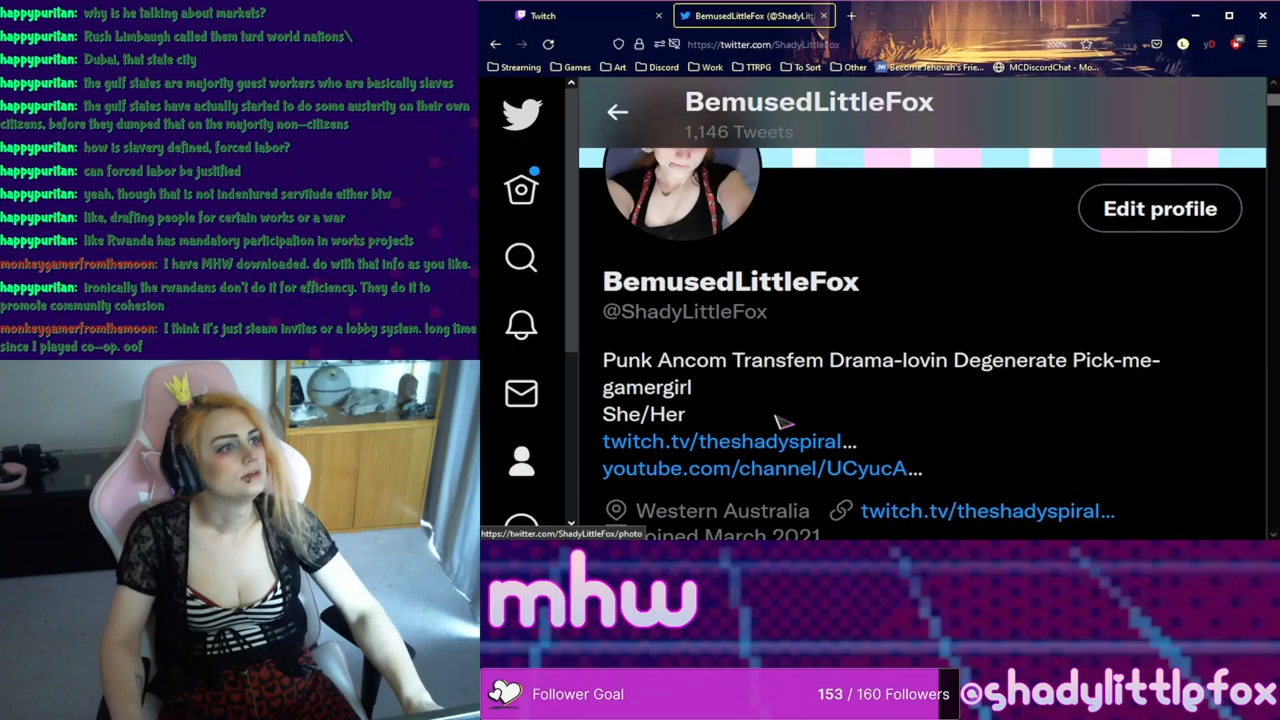 happypuritan: why is he talking about markets?
happypuritan: Rush Limbaugh called them turd world nations\
happypuritan: Dubai, that state city
happypuritan: the gulf states are majority guest workers who are basically slaves
happypuritan: the gulf states have actually started to do some austerity on their own
citizens, before they dumped that on the majority non-citizens
happypuritan: how is slavery defined, forced labor?
happypuritan: can forced labor be justified
happypuritan: yeah, though that is not indentured servitude either btw
happypuritan: like, drafting people for certain works or a war
happypuritan: like Rwanda has mandatory participation in works projects
monkeygamerfromthemoon: I have MHW downloaded. do with that info as you like.
happypuritan: ironically the rwandans don't do it for efficiency. They do it to
promote community cohesion
monkeygamerfromthemoon: I think it's just steam invites or a lobby system. long time
since I played co-op. oof
Twitch
BemusedLittleFox (@ShadyLitt
https://twitter.com/ShadyLittleFox
200%
Streaming
Games
Art
Discord
Work
TTRPG
To Sort
Other
Become Jehovah's Frie...
MCDiscordChat - Mo...
BemusedLittleFox
1,146 Tweets
Edit profile
BemusedLittleFox
@ShadyLittleFox
Punk Ancom Transfem Drama-lovin Degenerate Pick-me-
gamergirl
She/Her
twitch.tv/theshadyspiral...
youtube.com/channel/UCyucA...
Western Australia
twitch.tv/theshadyspiral...
Joined March 2021
https://twitter.com/ShadyLittleFox/photo
mhw
Follower Goal
153 / 160 Followers
@shadylittlefox